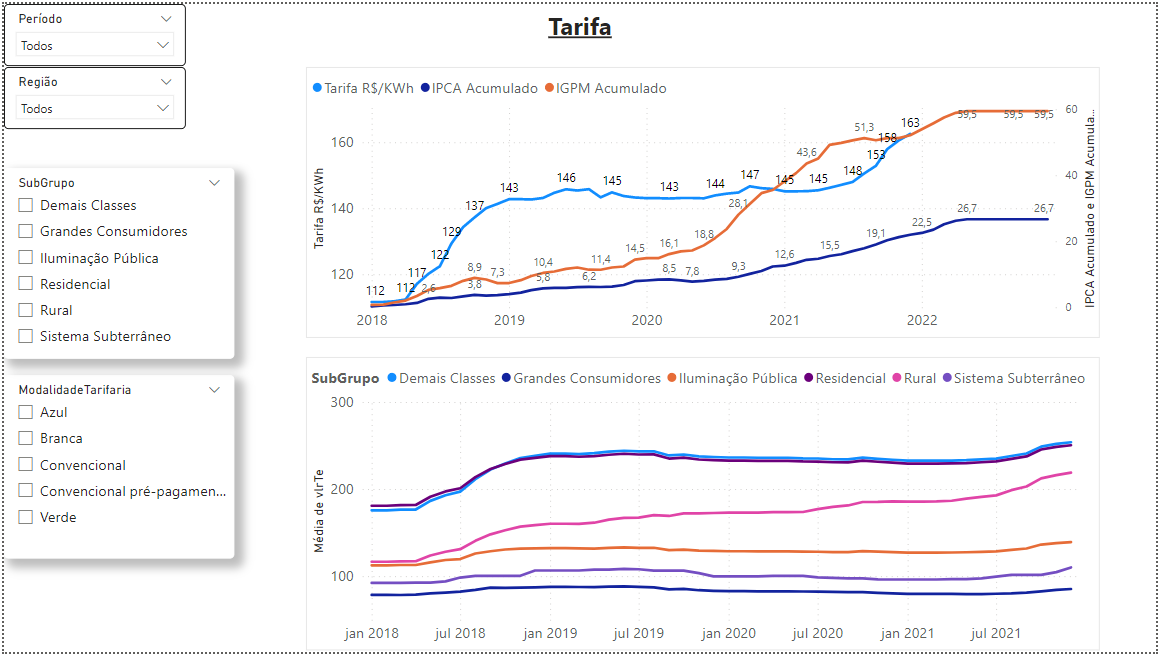 Tarifa
Período
Todos
Região
Todos
SubGrupo
Demais Classes
Grandes Consumidores
Iluminação Pública
Residencial
Rural
Sistema Subterrâneo
ModalidadeTarifaria
Azul
Branca
Convencional
Convencional pré-pagamen...
Verde
Tarifa R$/KWh IPCA Acumulado IGPM Acumulado
Tarifa R$/KWh
160
140
120
112 112 117 122 129 137 143 146 145 143 144 147 145 145 148 153 158 163
2,6 8,9 7,3 10,4 11,4 14,5 16,1 18,8 28,1 43,6 51,3 59,5 59,5 59,5
3,8 5,8 6,2 8,5 7,8 9,3 12,6 15,5 19,1 22,5 26,7 26,7
60
40
20
0
IPCA Acumulado e IGPM Acumula...
2018 2019 2020 2021 2022
SubGrupo Demais Classes Grandes Consumidores Iluminação Pública Residencial Rural Sistema Subterrâneo
Média de vlrTe
300
200
100
jan 2018 jul 2018 jan 2019 jul 2019 jan 2020 jul 2020 jan 2021 jul 2021